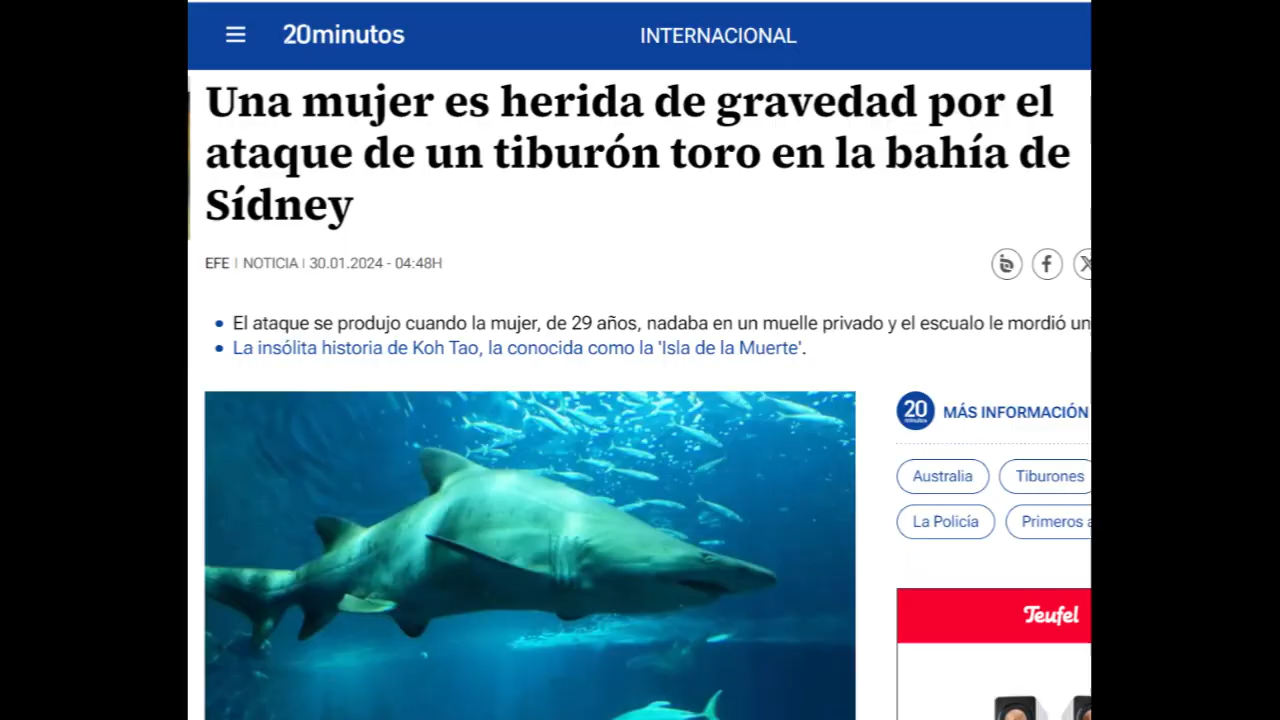 20minutos
INTERNACIONAL
Una mujer es herida de gravedad por el
ataque de un tiburón toro en la bahía de
Sídney
EFE | NOTICIA | 30.01.2024 - 04:48H
El ataque se produjo cuando la mujer, de 29 años, nadaba en un muelle privado y el escualo le mordió un
La insólita historia de Koh Tao, la conocida como la 'Isla de la Muerte'.
20
minutos
MÁS INFORMACIÓN
Australia
Tiburones
La Policía
Primeros a
Teufel